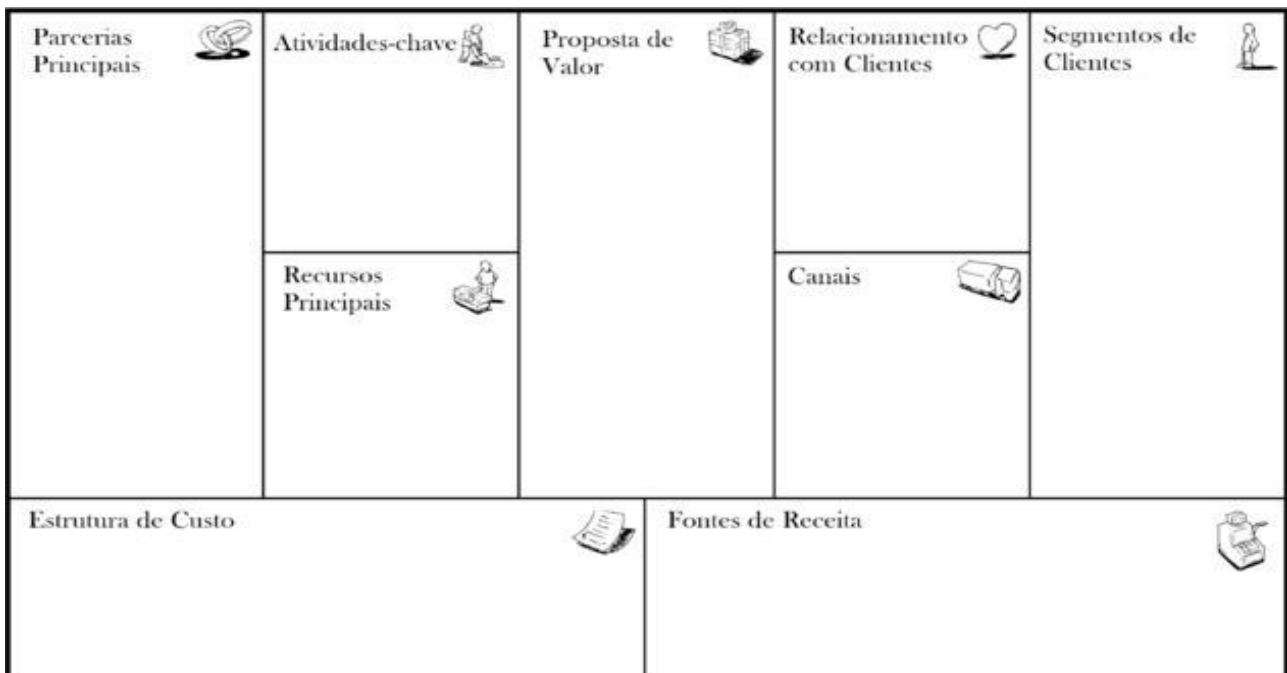 Parcerias
Principais
Atividades-chave
Proposta de
Valor
Relacionamento
com Clientes
Segmentos de
Clientes
Recursos
Principais
Canais
Estrutura de Custo
Fontes de Receita